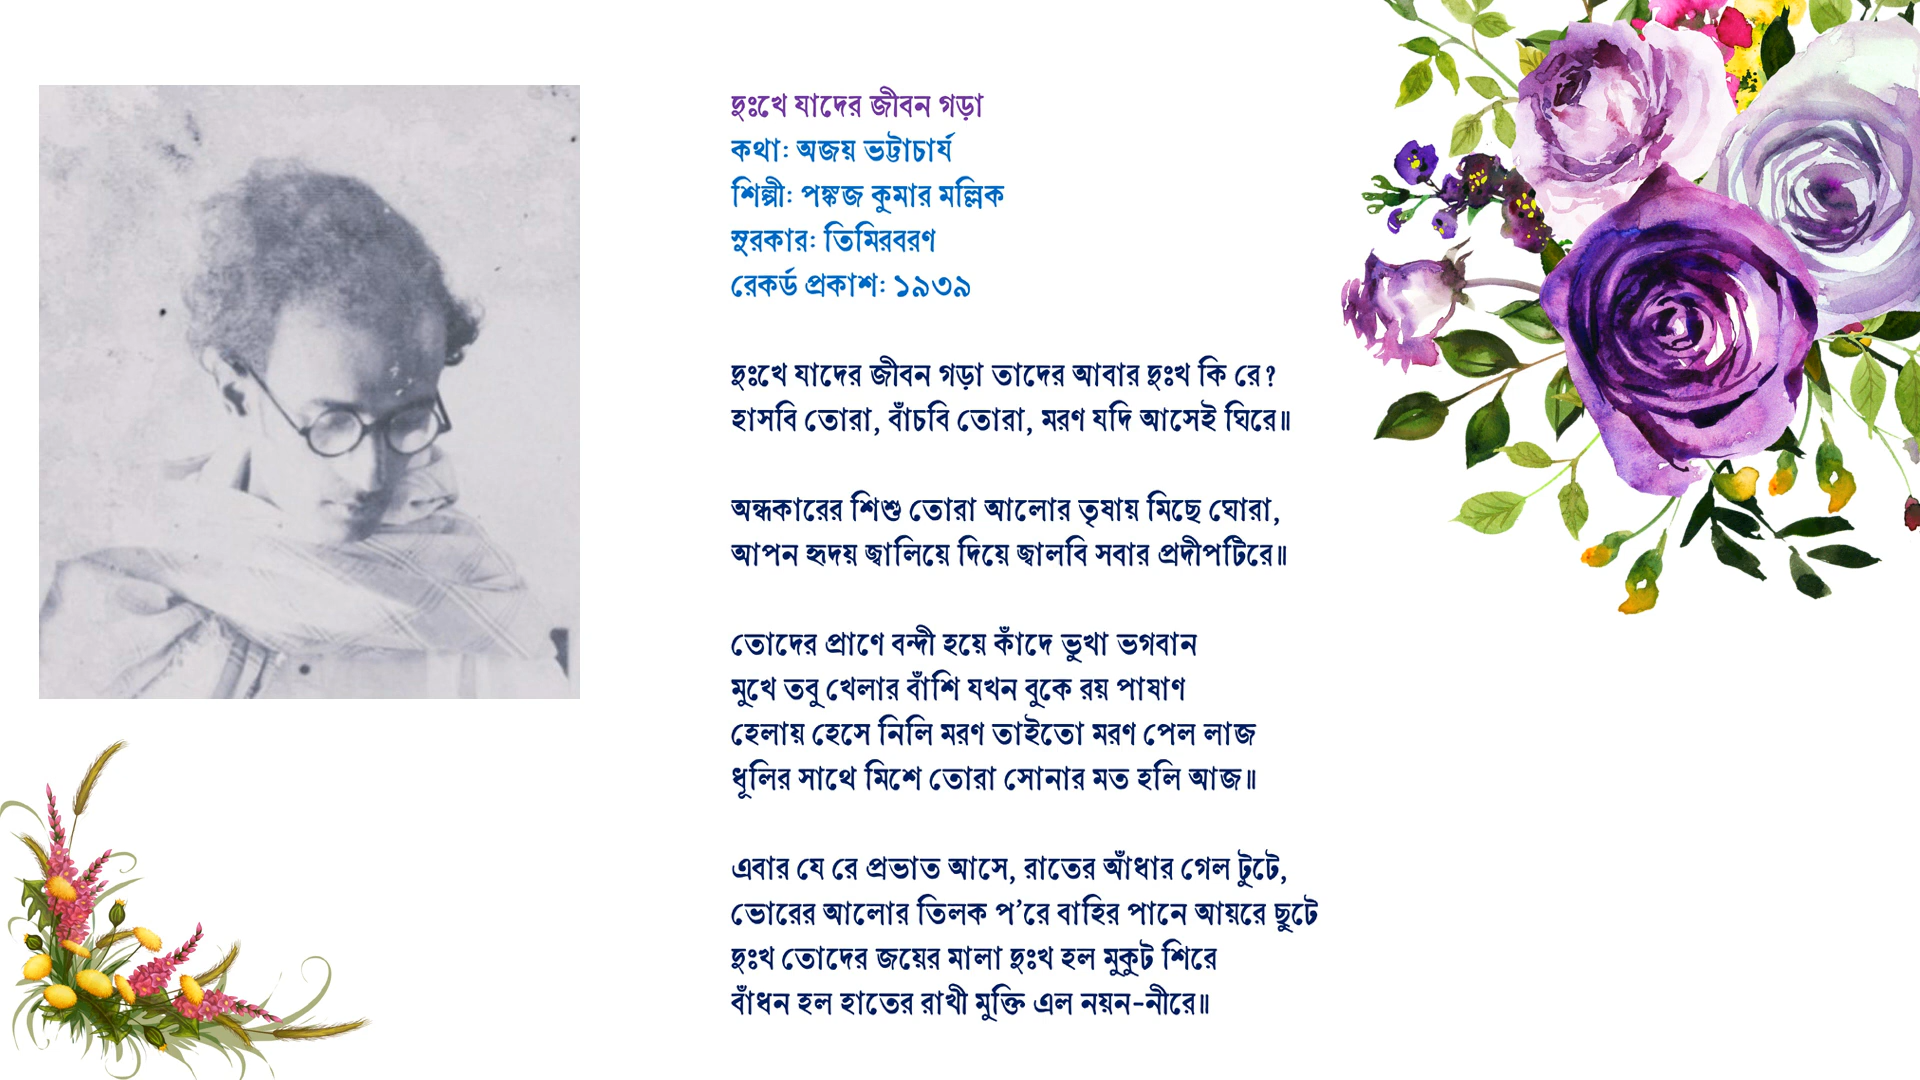 দুঃখে যাদের জীবন গড়া
কথা: অজয় ভট্টাচার্য
শিল্পী: পঙ্কজ কুমার মল্লিক
সুরকার: তিমিরবরণ
রেকর্ড প্রকাশ: ১৯৩৯
দুঃখে যাদের জীবন গড়া তাদের আবার দুঃখ কি রে?
হাসবি তোরা, বাঁচবি তোরা, মরণ যদি আসেই ঘিরে॥
অন্ধকারের শিশু তোরা আলোর তৃষায় মিছে ঘোরা,
আপন হৃদয় জ্বালিয়ে দিয়ে জ্বালবি সবার প্রদীপটিরে॥
তোদের প্রাণে বন্দী হয়ে কাঁদে ভুখা ভগবান
মুখে তবু খেলার বাঁশি যখন বুকে রয় পাষাণ
হেলায় হেসে নিলি মরণ তাইতো মরণ পেল লাজ
ধূলির সাথে মিশে তোরা সোনার মত হলি আজ॥
এবার যে রে প্রভাত আসে, রাতের আঁধার গেল টুটে,
ভোরের আলোর তিলক প’রে বাহির পানে আয়রে ছুটে
দুঃখ তোদের জয়ের মালা দুঃখ হল মুকুট শিরে
বাঁধন হল হাতের রাখী মুক্তি এল নয়ন-নীরে॥